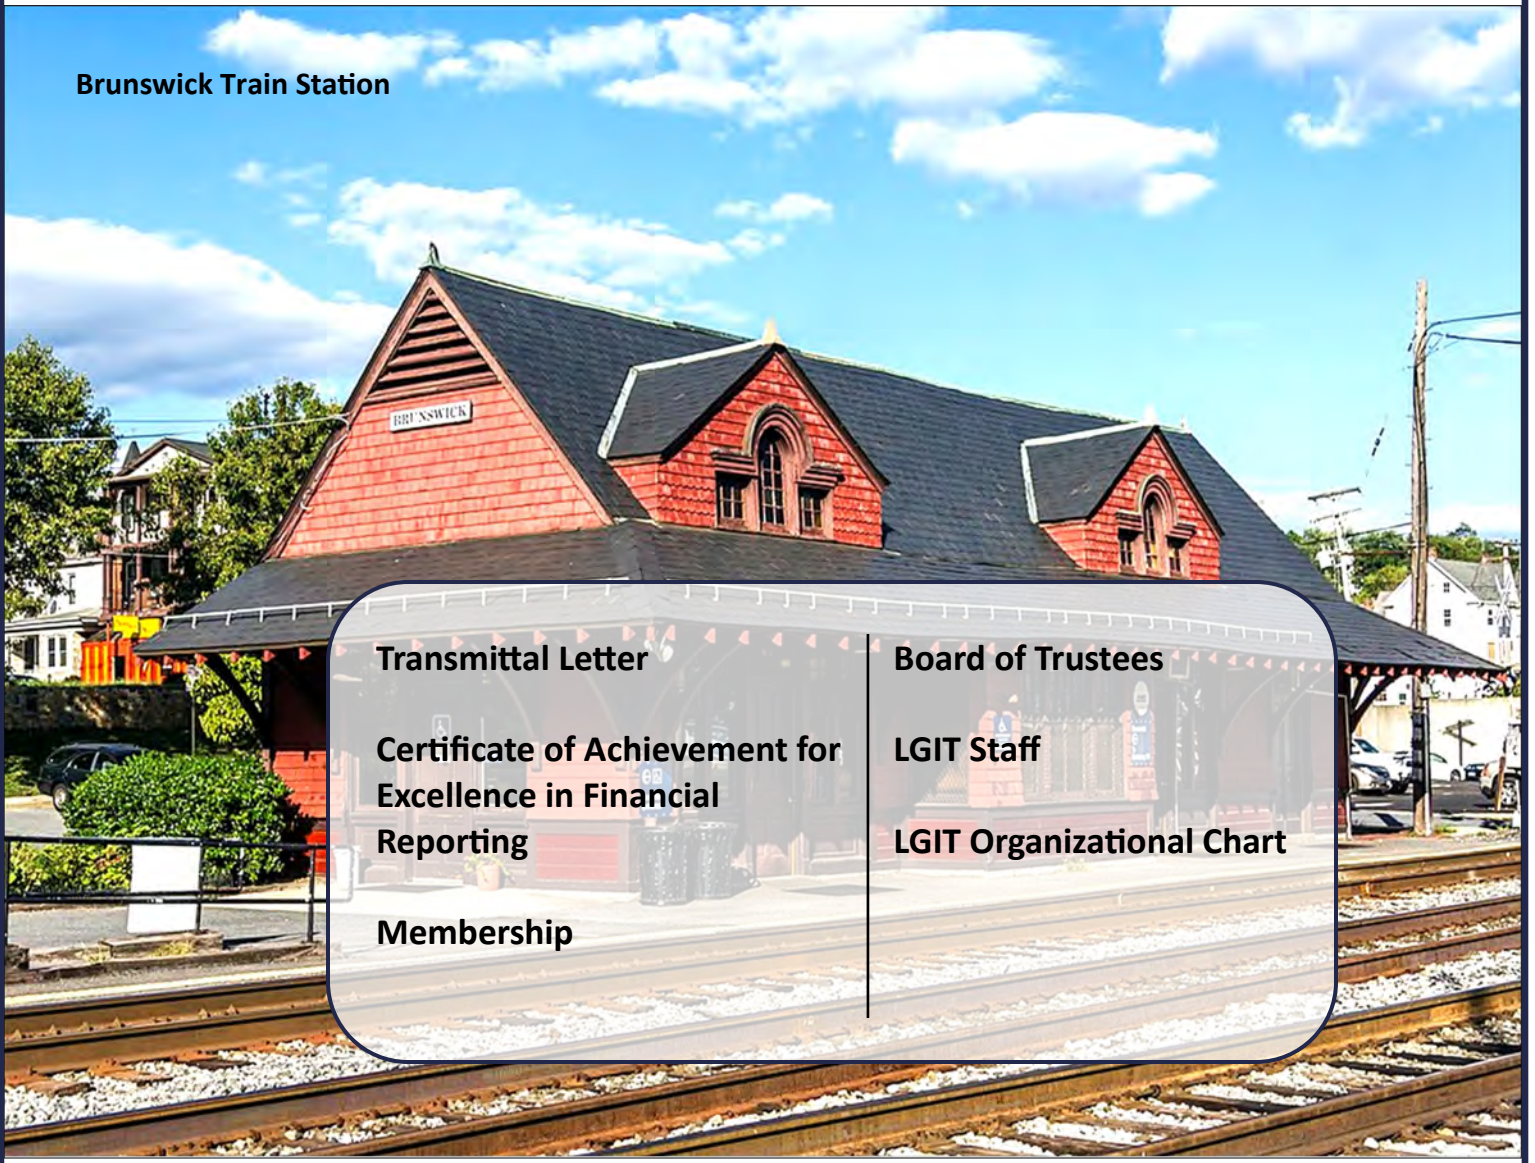 Brunswick Train Station
BRUNSWICK
Transmittal Letter
Certificate of Achievement for
Excellence in Financial
Reporting
Membership
Board of Trustees
LGIT Staff
LGIT Organizational Chart